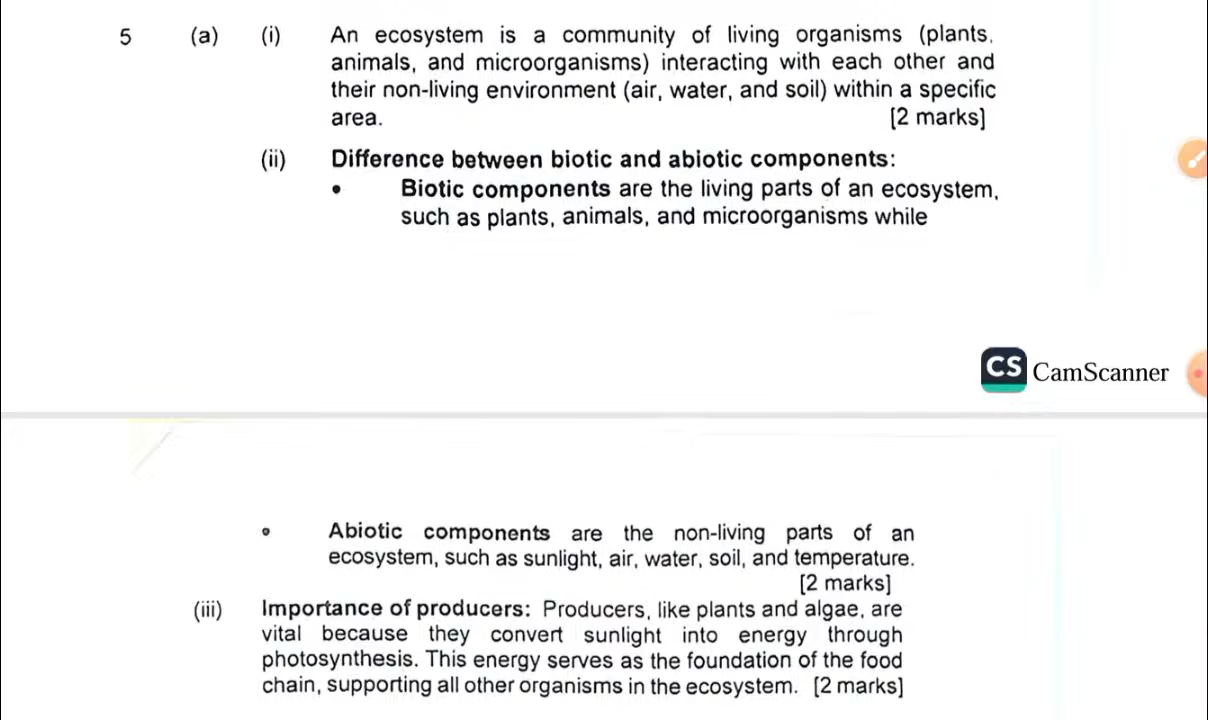 5 (a) (i) An ecosystem is a community of living organisms (plants,
animals, and microorganisms) interacting with each other and
their non-living environment (air, water, and soil) within a specific
area. [2 marks]
(ii) Difference between biotic and abiotic components:
• Biotic components are the living parts of an ecosystem,
such as plants, animals, and microorganisms while
CS CamScanner
• Abiotic components are the non-living parts of an
ecosystem, such as sunlight, air, water, soil, and temperature.
[2 marks]
(iii) Importance of producers: Producers, like plants and algae, are
vital because they convert sunlight into energy through
photosynthesis. This energy serves as the foundation of the food
chain, supporting all other organisms in the ecosystem. [2 marks]